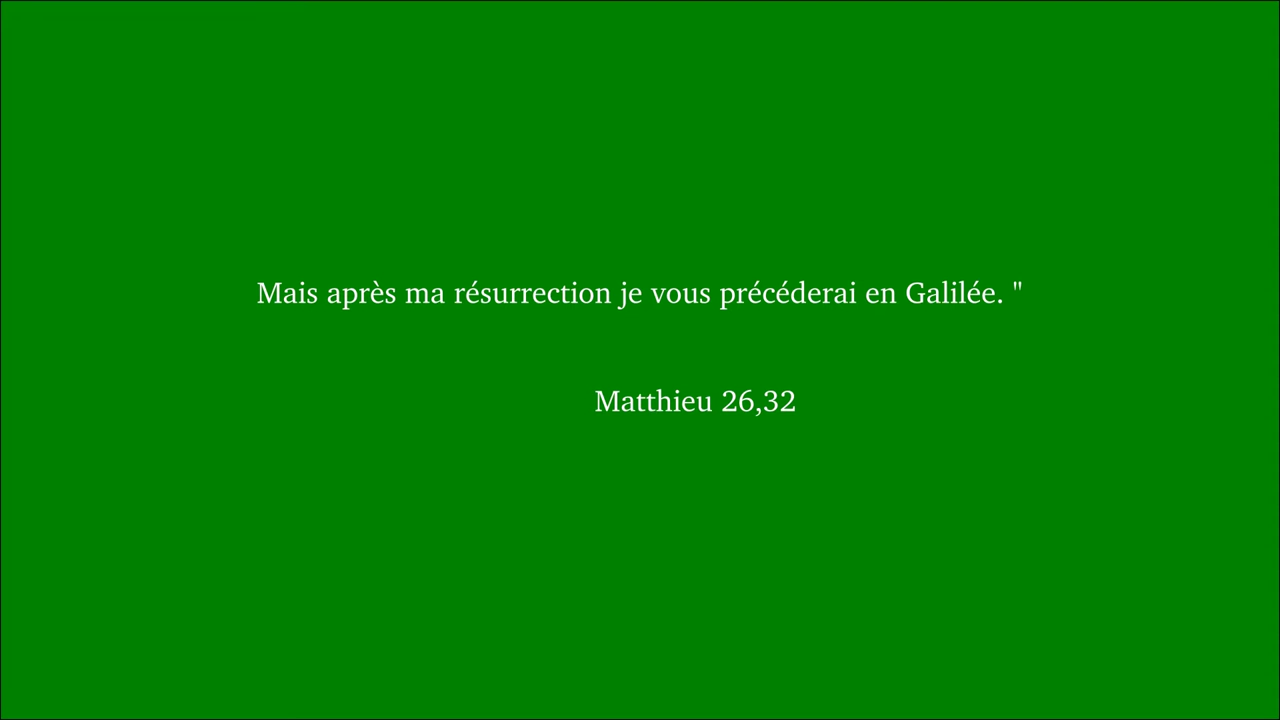 Mais après ma résurrection je vous précéderai en Galilée. "
Matthieu 26,32